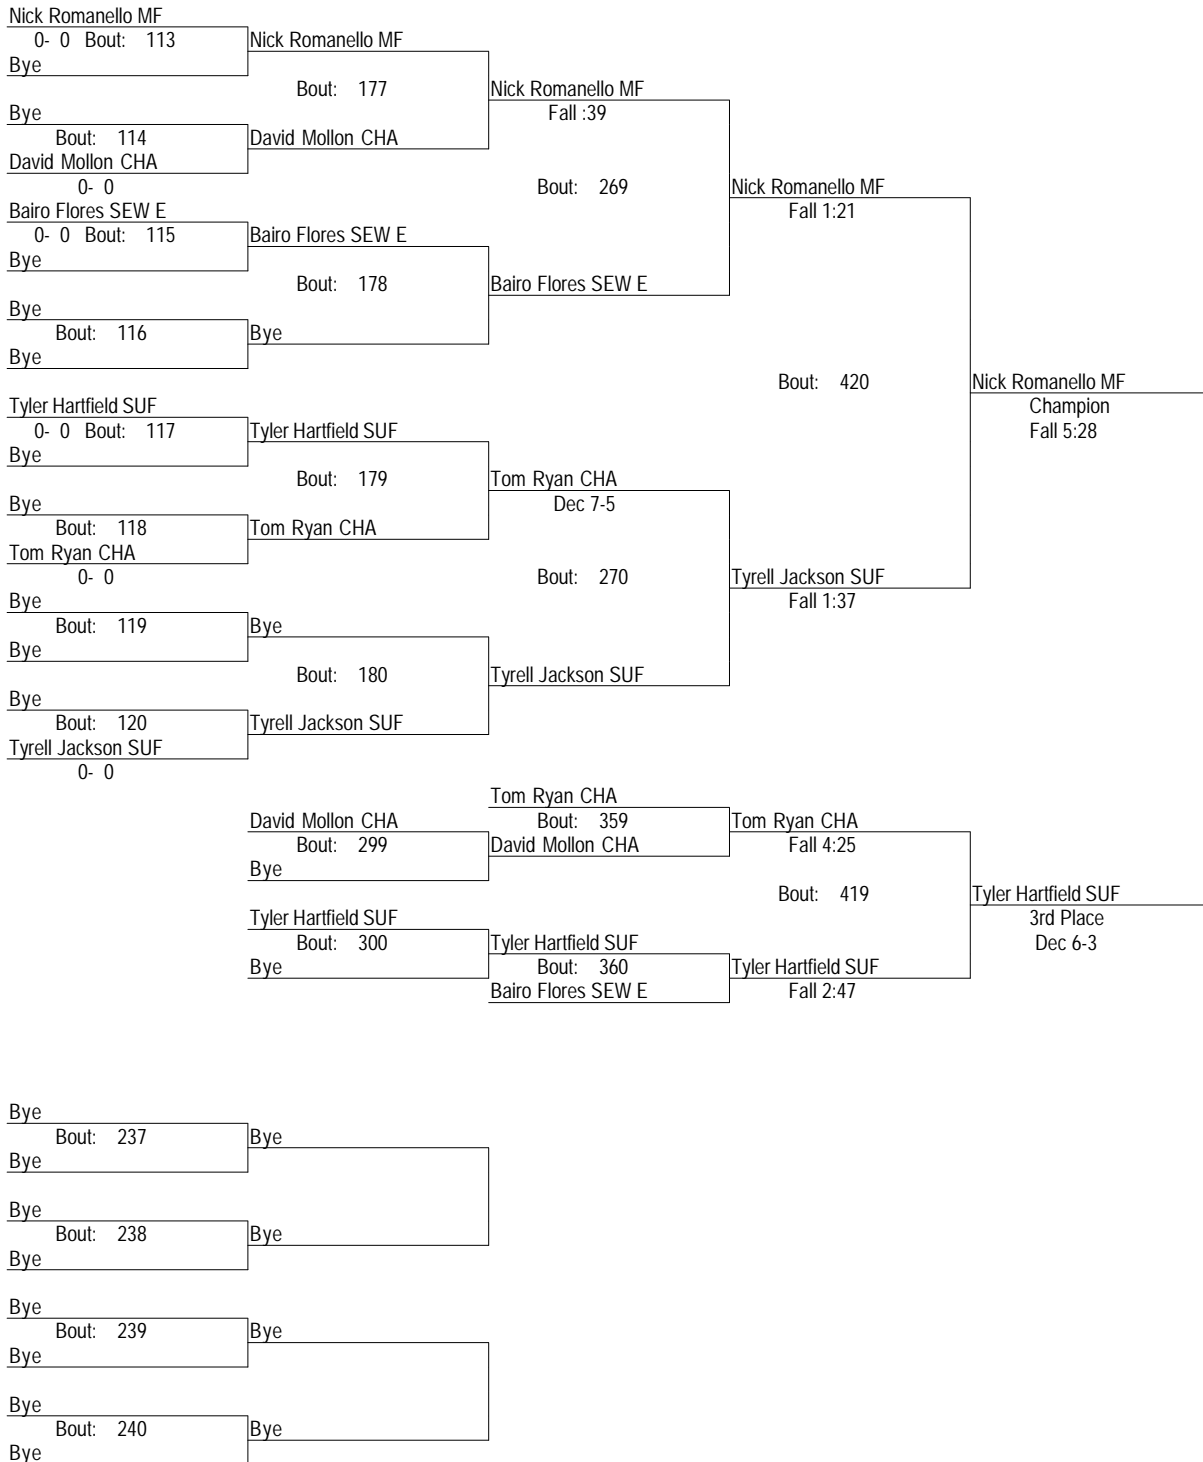 Nick Romanello MF
0- 0 Bout: 113
Nick Romanello MF
Bye
Bout: 177
Nick Romanello MF
Bye
Fall :39
Bout: 114
David Mollon CHA
David Mollon CHA
0- 0
Bout: 269
Nick Romanello MF
Bairo Flores SEW E
Fall 1:21
0- 0 Bout: 115
Bairo Flores SEW E
Bye
Bout: 178
Bairo Flores SEW E
Bye
Bout: 116
Bye
Bye
Bout: 420
Nick Romanello MF
Tyler Hartfield SUF
Champion
0- 0 Bout: 117
Tyler Hartfield SUF
Fall 5:28
Bye
Bout: 179
Tom Ryan CHA
Bye
Dec 7-5
Bout: 118
Tom Ryan CHA
Tom Ryan CHA
0- 0
Bout: 270
Tyrell Jackson SUF
Bye
Fall 1:37
Bout: 119
Bye
Bye
Bout: 180
Tyrell Jackson SUF
Bye
Bout: 120
Tyrell Jackson SUF
Tyrell Jackson SUF
0- 0
Tom Ryan CHA
David Mollon CHA
Bout: 359
Tom Ryan CHA
Bout: 299
David Mollon CHA
Fall 4:25
Bye
Bout: 419
Tyler Hartfield SUF
Tyler Hartfield SUF
3rd Place
Bout: 300
Tyler Hartfield SUF
Dec 6-3
Bye
Bout: 360
Tyler Hartfield SUF
Bairo Flores SEW E
Fall 2:47
Bye
Bout: 237
Bye
Bye
Bye
Bout: 238
Bye
Bye
Bye
Bout: 239
Bye
Bye
Bye
Bout: 240
Bye
Bye